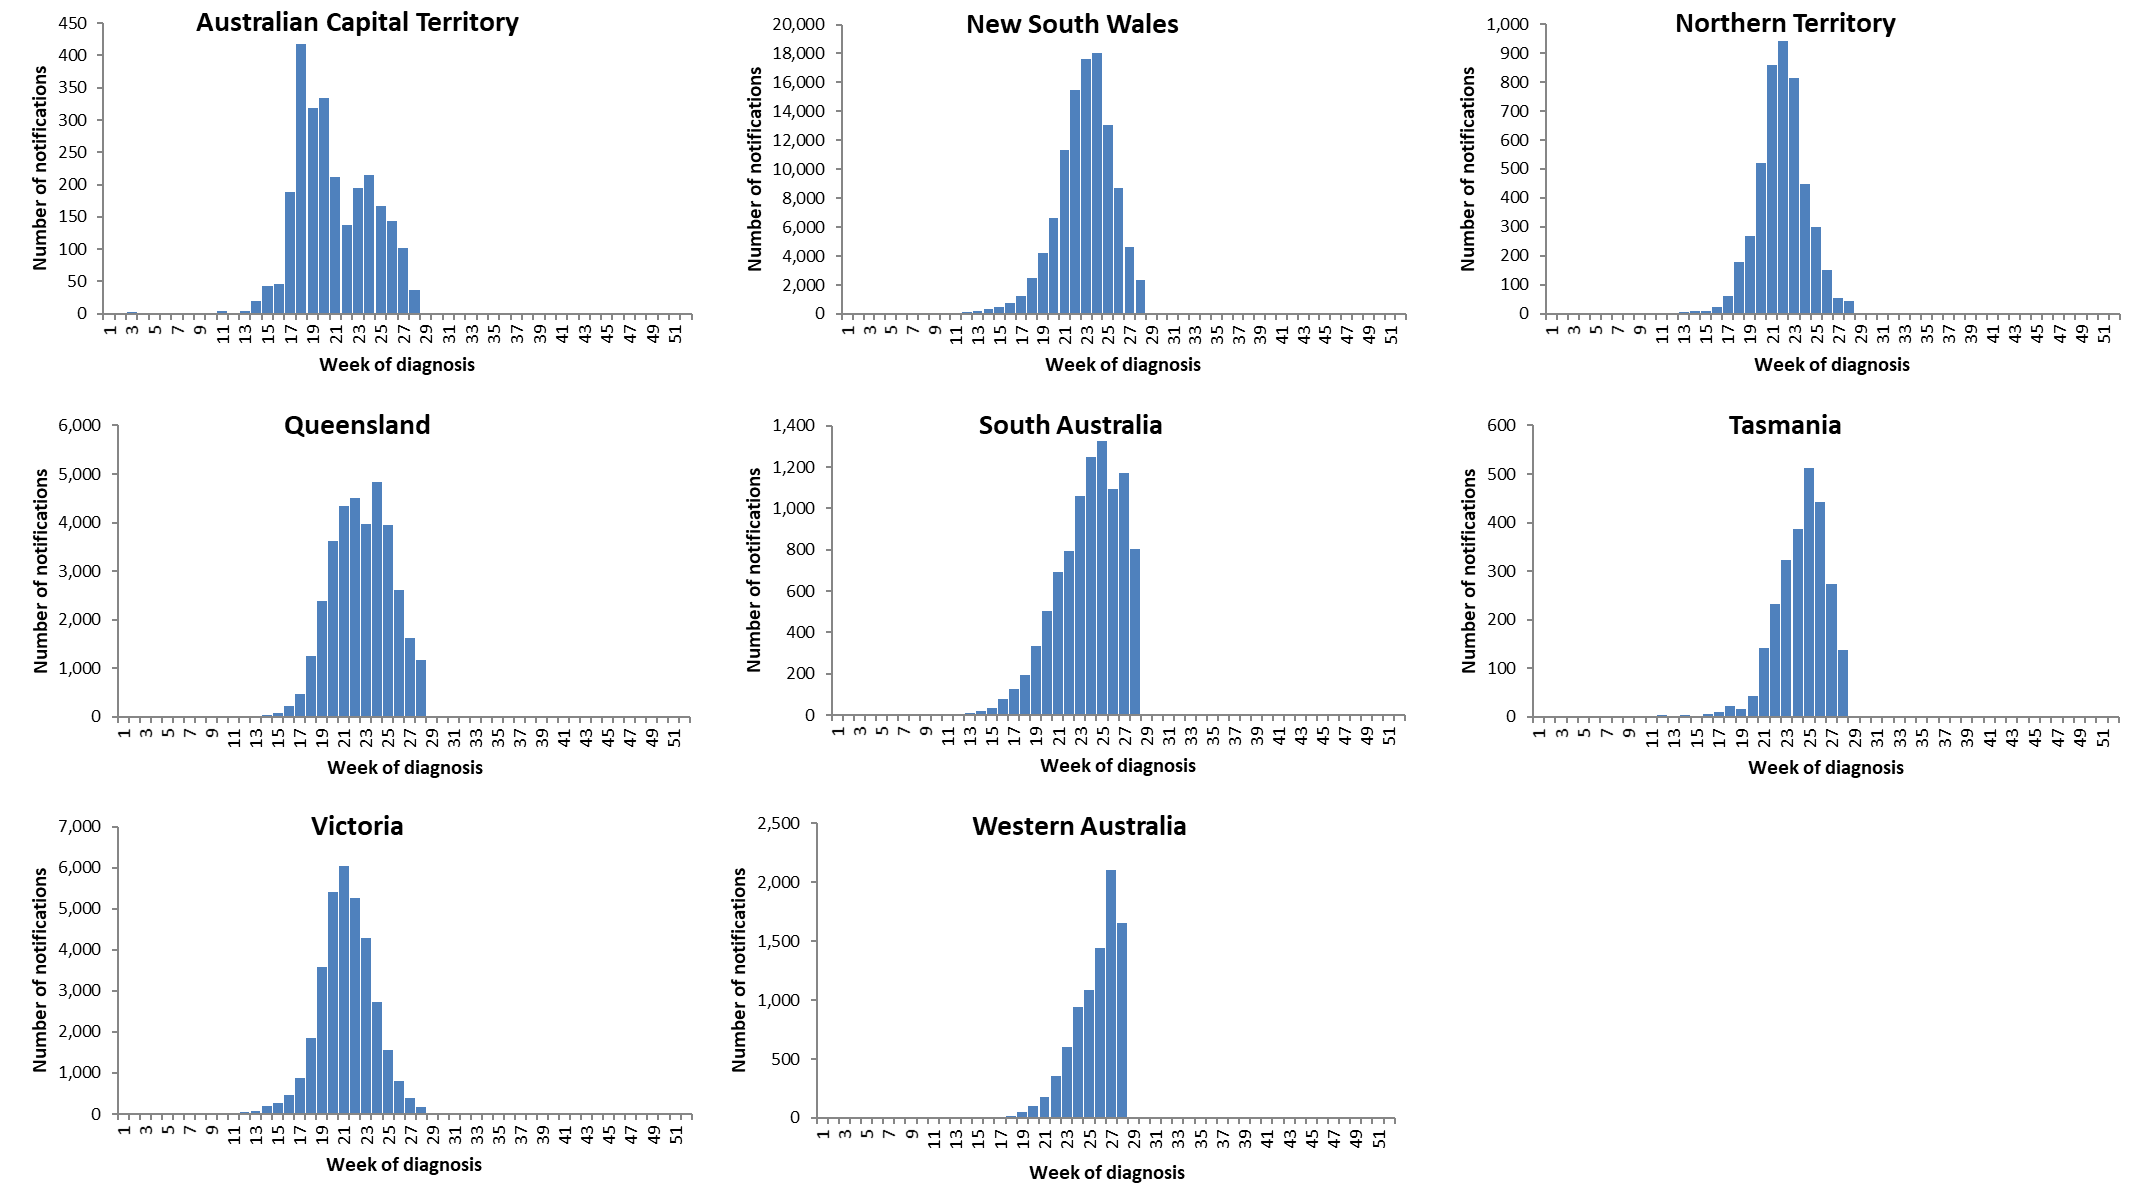 Australian Capital Territory
Number of notifications
450
400
350
300
250
200
150
100
50
0
1 3 5 7 9 11 13 15 17 19 21 23 25 27 29 31 33 35 37 39 41 43 45 47 49 51
Week of diagnosis
New South Wales
Number of notifications
20,000
18,000
16,000
14,000
12,000
10,000
8,000
6,000
4,000
2,000
0
1 3 5 7 9 11 13 15 17 19 21 23 25 27 29 31 33 35 37 39 41 43 45 47 49 51
Week of diagnosis
Northern Territory
Number of notifications
1,000
900
800
700
600
500
400
300
200
100
0
1 3 5 7 9 11 13 15 17 19 21 23 25 27 29 31 33 35 37 39 41 43 45 47 49 51
Week of diagnosis
Queensland
Number of notifications
6,000
5,000
4,000
3,000
2,000
1,000
0
1 3 5 7 9 11 13 15 17 19 21 23 25 27 29 31 33 35 37 39 41 43 45 47 49 51
Week of diagnosis
South Australia
Number of notifications
1,400
1,200
1,000
800
600
400
200
0
1 3 5 7 9 11 13 15 17 19 21 23 25 27 29 31 33 35 37 39 41 43 45 47 49 51
Week of diagnosis
Tasmania
Number of notifications
600
500
400
300
200
100
0
1 3 5 7 9 11 13 15 17 19 21 23 25 27 29 31 33 35 37 39 41 43 45 47 49 51
Week of diagnosis
Victoria
Number of notifications
7,000
6,000
5,000
4,000
3,000
2,000
1,000
0
1 3 5 7 9 11 13 15 17 19 21 23 25 27 29 31 33 35 37 39 41 43 45 47 49 51
Week of diagnosis
Western Australia
Number of notifications
2,500
2,000
1,500
1,000
500
0
1 3 5 7 9 11 13 15 17 19 21 23 25 27 29 31 33 35 37 39 41 43 45 47 49 51
Week of diagnosis